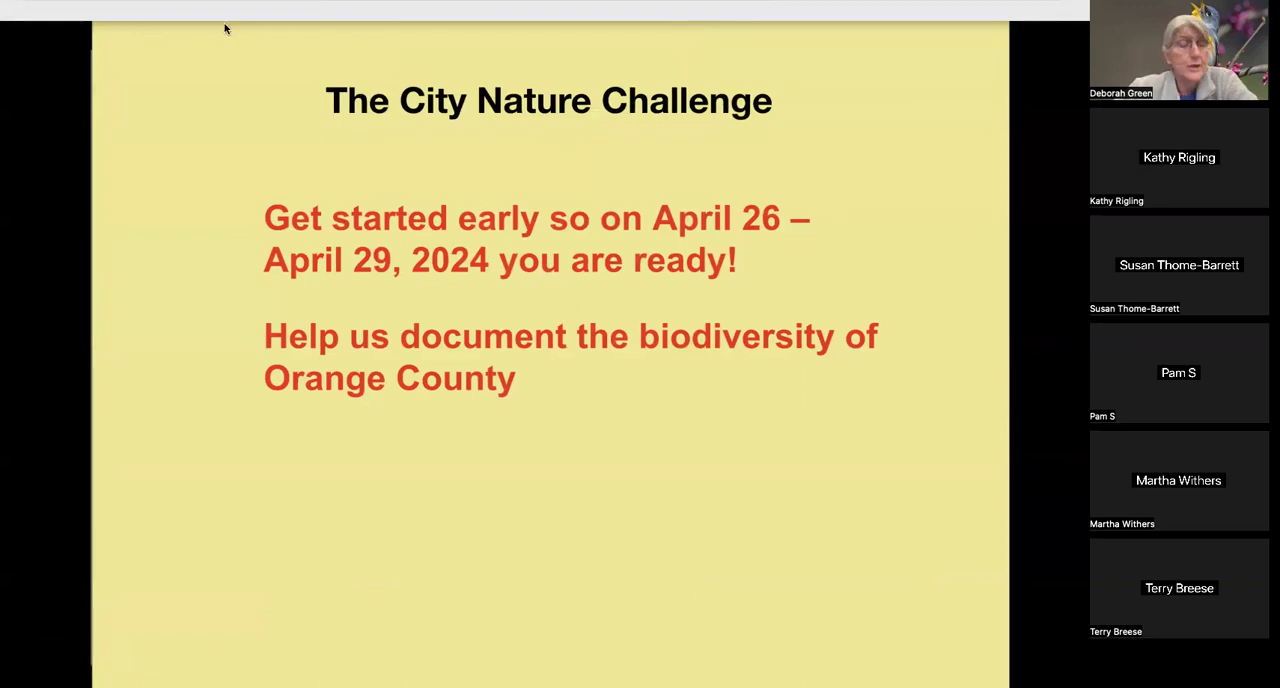 The City Nature Challenge
Get started early so on April 26 –
April 29, 2024 you are ready!
Help us document the biodiversity of
Orange County
Deborah Green
Kathy Rigling
Kathy Rigling
Susan Thome-Barrett
Susan Thome-Barrett
Pam S
Pam S
Martha Withers
Martha Withers
Terry Breese
Terry Breese